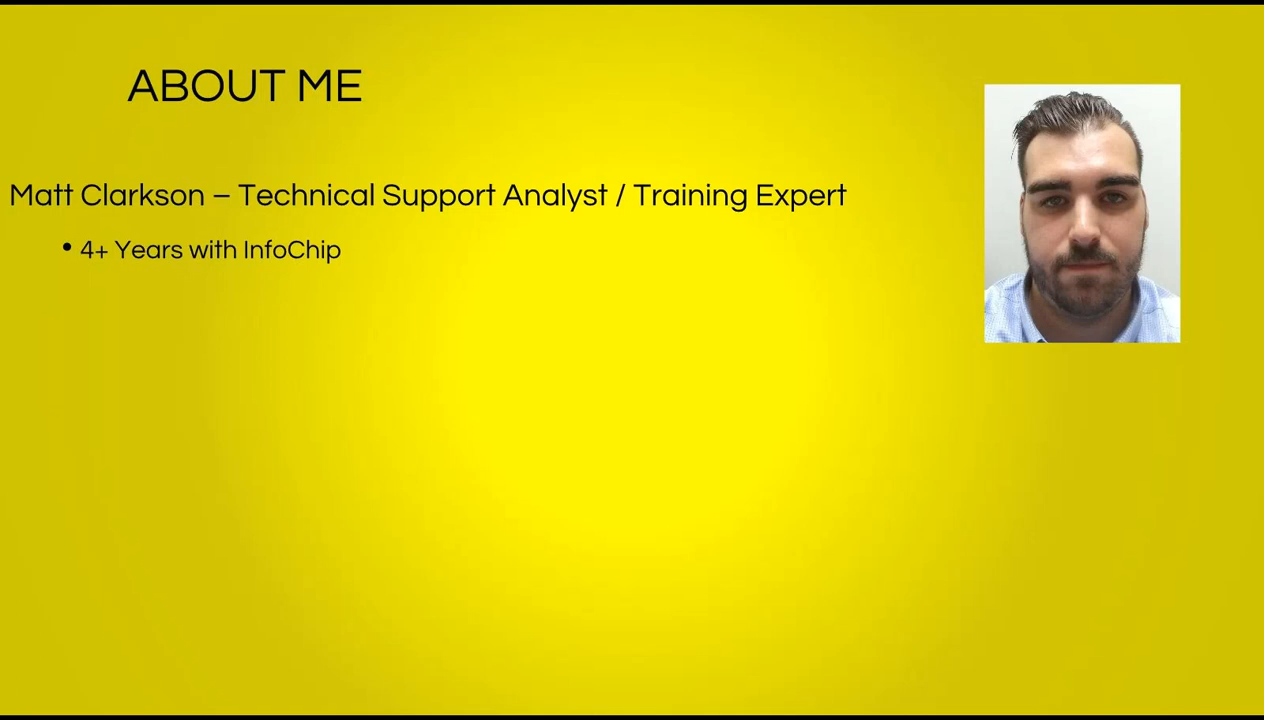 ABOUT ME
Matt Clarkson – Technical Support Analyst / Training Expert
• 4+ Years with InfoChip